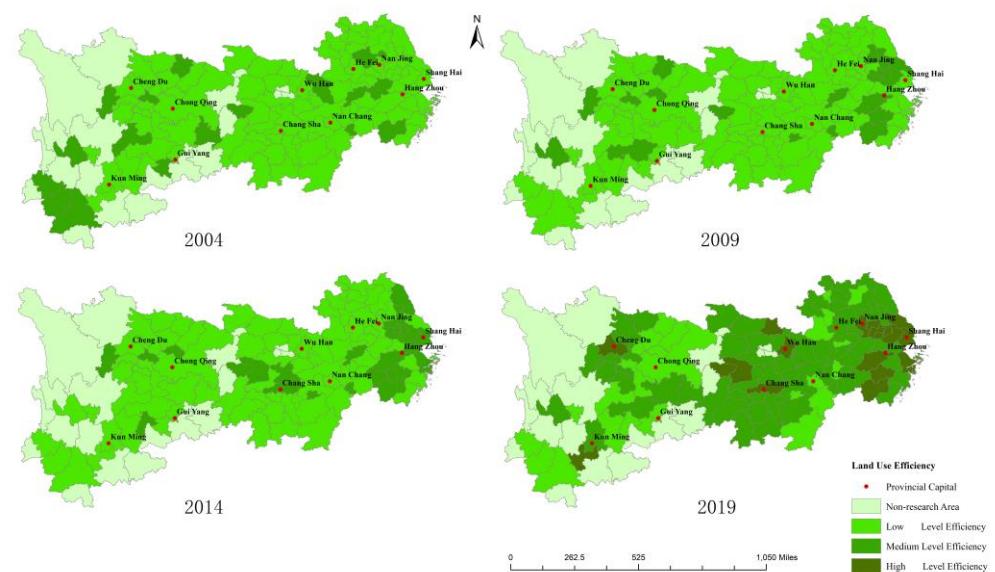 N
He Fei
Nan Jing
Shang Hai
Hang Zhou
Cheng Du
Chong Qing
Wu Han
Chang Sha
Nan Chang
Gui Yang
Kun Ming
2004
He Fei
Nan Jing
Shang Hai
Hang Zhou
Cheng Du
Chong Qing
Wu Han
Chang Sha
Nan Chang
Gui Yang
Kun Ming
2009
He Fei
Nan Jing
Shang Hai
Hang Zhou
Cheng Du
Chong Qing
Wu Han
Chang Sha
Nan Chang
Gui Yang
Kun Ming
2014
He Fei
Nan Jing
Shang Hai
Hang Zhou
Cheng Du
Chong Qing
Wu Han
Chang Sha
Nan Chang
Gui Yang
Kun Ming
2019
Land Use Efficiency
Provincial Capital
Non-research Area
Low Level Efficiency
Medium Level Efficiency
High Level Efficiency
0 262.5 525 1,050 Miles